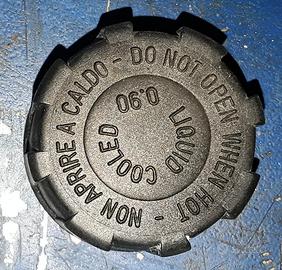 NON APRIRE A CALDO - DO NOT OPEN WHEN HOT -
LIQUID COOLED
0.90